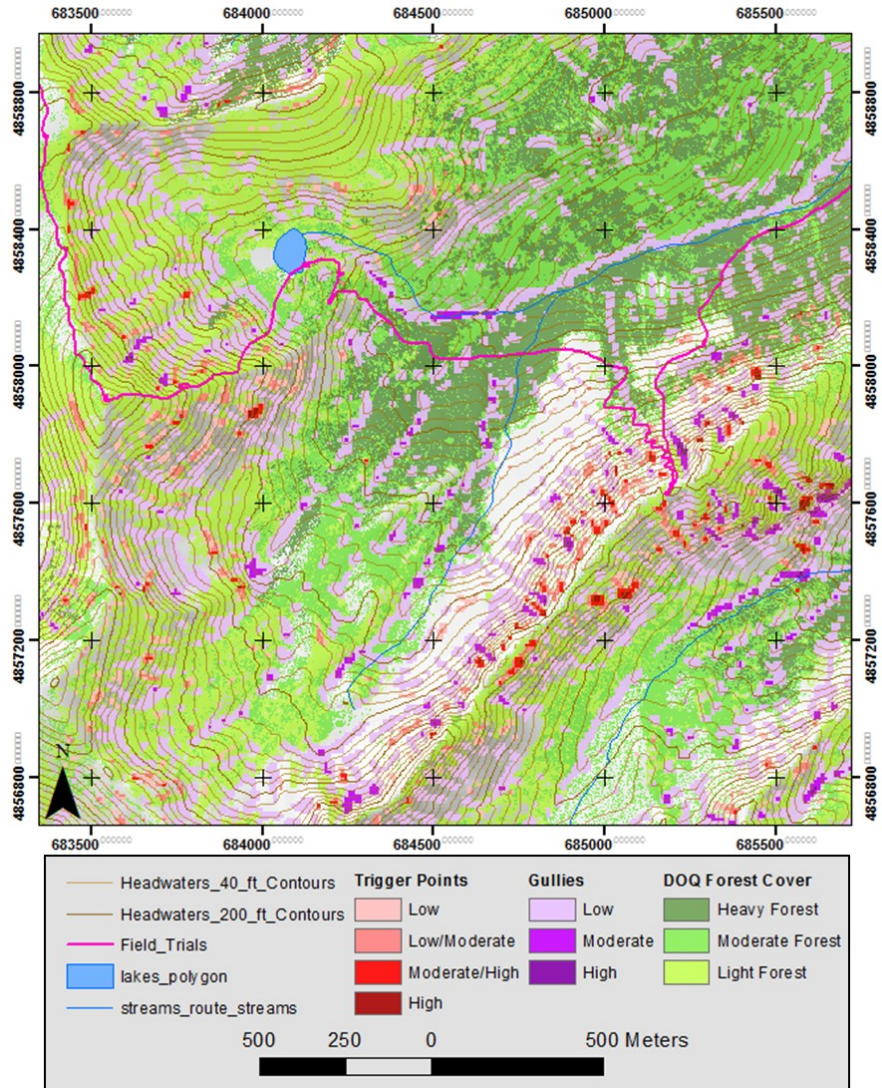 683500 684000 684500 685000 685500
4858800 4858800
4858400 4858400
4858000 4858000
4857600 4857600
4857200 4857200
4856800 4856800
N
683500 684000 684500 685000 685500
Headwaters_40_ft_Contours
Headwaters_200_ft_Contours
Field_Trials
lakes_polygon
streams_route_streams
Trigger Points
Low
Low/Moderate
Moderate/High
High
Gullies
Low
Moderate
High
DOQ Forest Cover
Heavy Forest
Moderate Forest
Light Forest
500 250 0 500 Meters